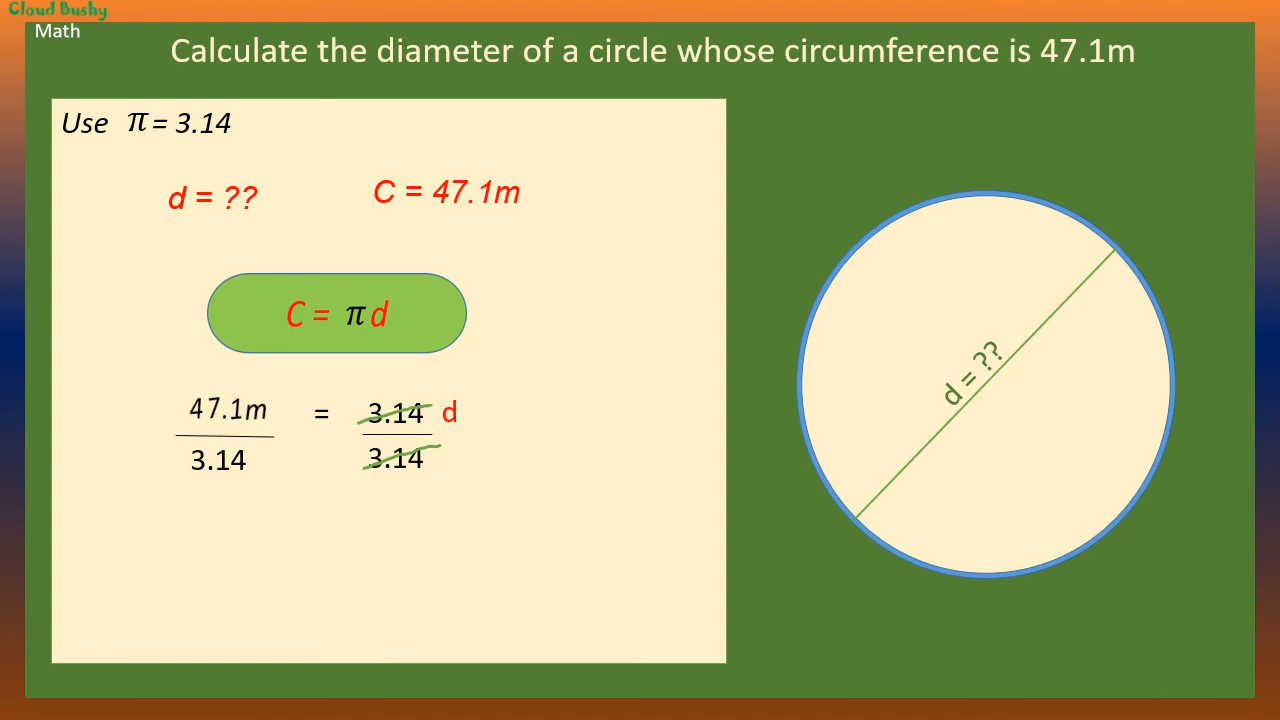 Cloud Bushy
Math
Calculate the diameter of a circle whose circumference is 47.1m
Use π = 3.14
d = ?? C = 47.1m
C = π d
47.1m = 3.14 d
3.14 3.14
d = ??